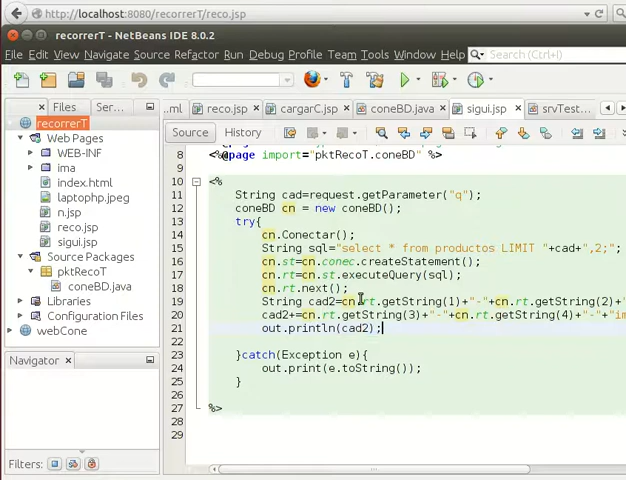 http://localhost:8080/recorrerT/reco.jsp
recorrerT - NetBeans IDE 8.0.2
File Edit View Navigate Source Refactor Run Debug Profile Team Tools Window Help
Search (Ctrl+I)
Files Ser...
...ml reco.jsp cargarC.jsp coneBD.java sigui.jsp srvTest...
recorrerT
Web Pages
WEB-INF
ima
index.html
laptophp.jpeg
n.jsp
reco.jsp
sigui.jsp
Source Packages
pktRecoT
coneBD.java
Libraries
Configuration Files
webCone
Navigator
Filters:
Source History
8 <%@page import="pktRecoT.coneBD" %>
9
10 <%
11 String cad=request.getParameter("q");
12 coneBD cn = new coneBD();
13 try{
14 cn.Conectar();
15 String sql="select * from productos LIMIT "+cad+",2;";
16 cn.st=cn.conec.createStatement();
17 cn.rt=cn.st.executeQuery(sql);
18 cn.rt.next();
19 String cad2=cn.rt.getString(1)+"-"+cn.rt.getString(2)+"
20 cad2+=cn.rt.getString(3)+"-"+cn.rt.getString(4)+"-"+"im
21 out.println(cad2);
23 }catch(Exception e){
24 out.print(e.toString());
25 }
26
27 %>
28
29